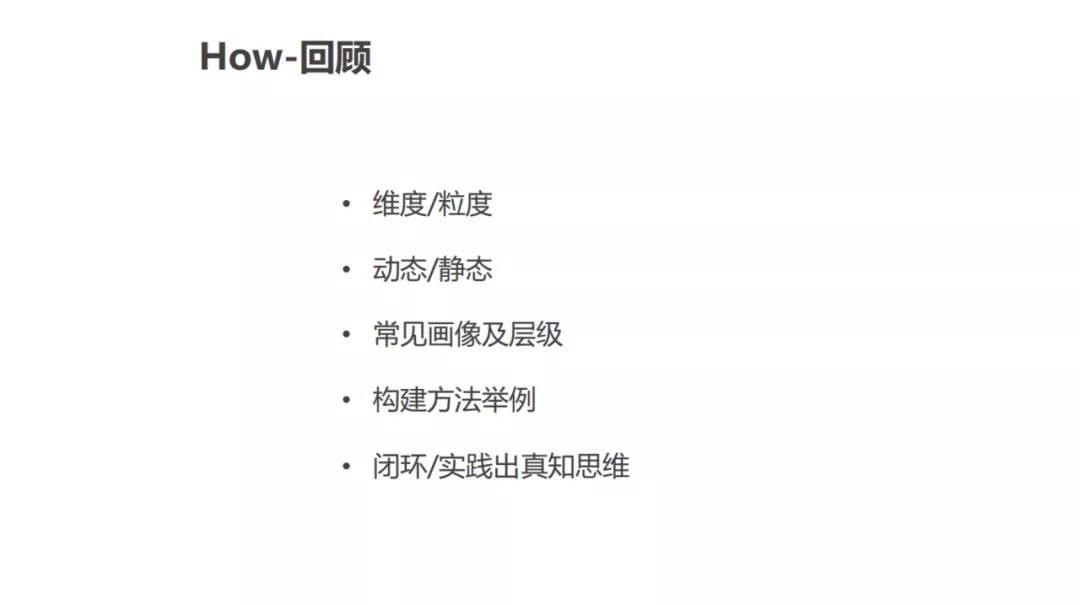 How-回顾
• 维度/粒度
• 动态/静态
• 常见画像及层级
• 构建方法举例
• 闭环/实践出真知思维